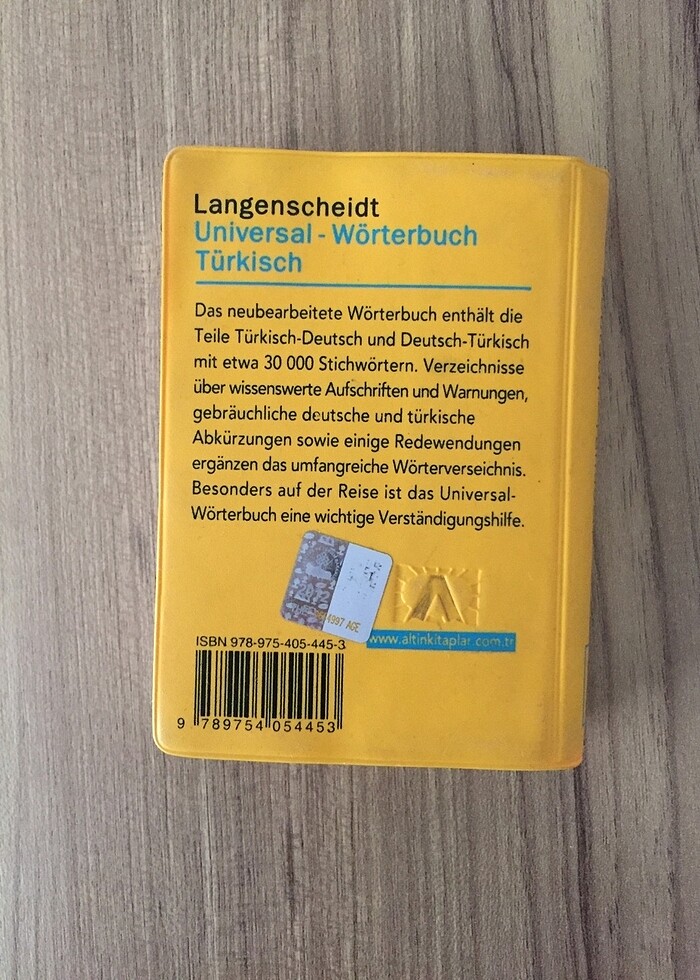 Langenscheidt
Universal - Wörterbuch
Türkisch
Das neubearbeitete Wörterbuch enthält die
Teile Türkisch-Deutsch und Deutsch-Türkisch
mit etwa 30 000 Stichwörtern. Verzeichnisse
über wissenswerte Aufschriften und Warnungen,
gebräuchliche deutsche und türkische
Abkürzungen sowie einige Redewendungen
ergänzen das umfangreiche Wörterverseichnis.
Besonders auf der Reise ist das Universal-
Wörterbuch eine wichtige Verständigungshilfe.
AGE
www.altinkitaplar.com.tr
ISBN 978-975-405-445-3
9 789754 054453